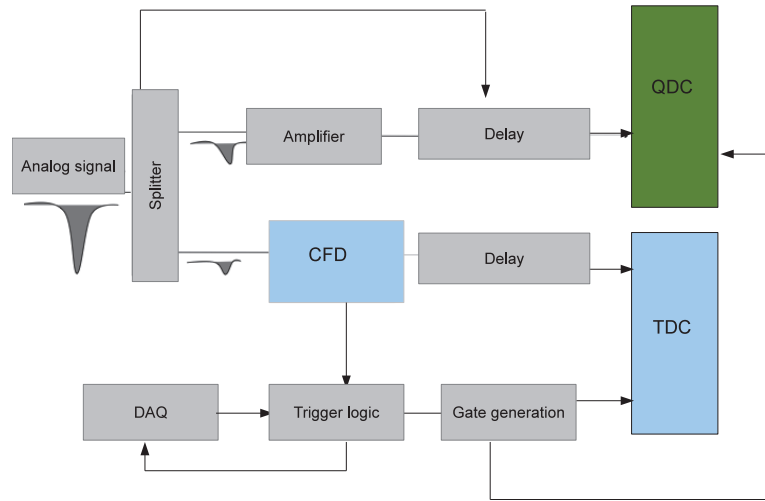 QDC
Amplifier
Delay
Analog signal
Splitter
CFD
Delay
TDC
DAQ
Trigger logic
Gate generation